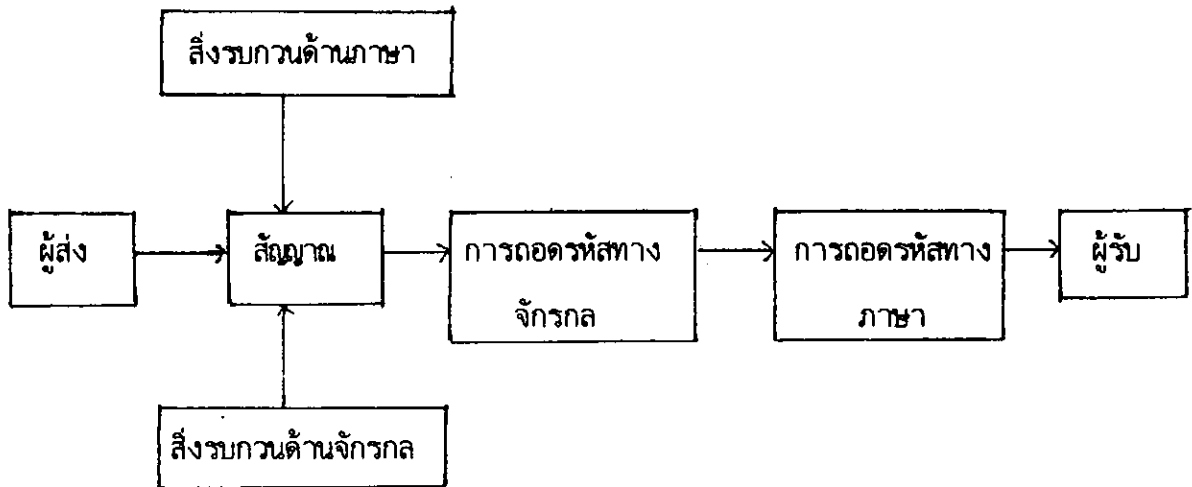 สิ่งรบกวนด้านภาษา
ผู้ส่ง
สัญญาณ
การถอดรหัสทาง
จักรกล
การถอดรหัสทาง
ภาษา
ผู้รับ
สิ่งรบกวนด้านจักรกล